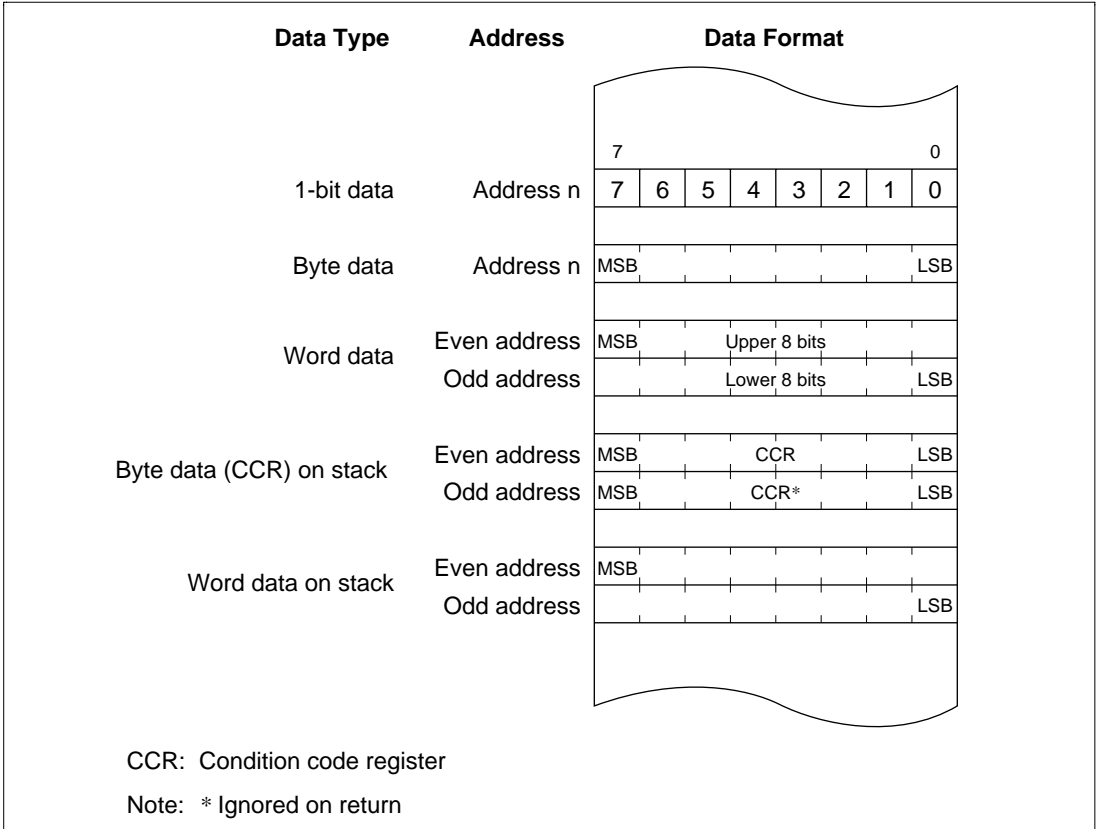 Data Type Address Data Format
7 0
1-bit data Address n 7 6 5 4 3 2 1 0
Byte data Address n MSB LSB
Word data
Even address MSB Upper 8 bits
Odd address Lower 8 bits LSB
Byte data (CCR) on stack
Even address MSB CCR LSB
Odd address MSB CCR* LSB
Word data on stack
Even address MSB
Odd address LSB
CCR: Condition code register
Note: * Ignored on return